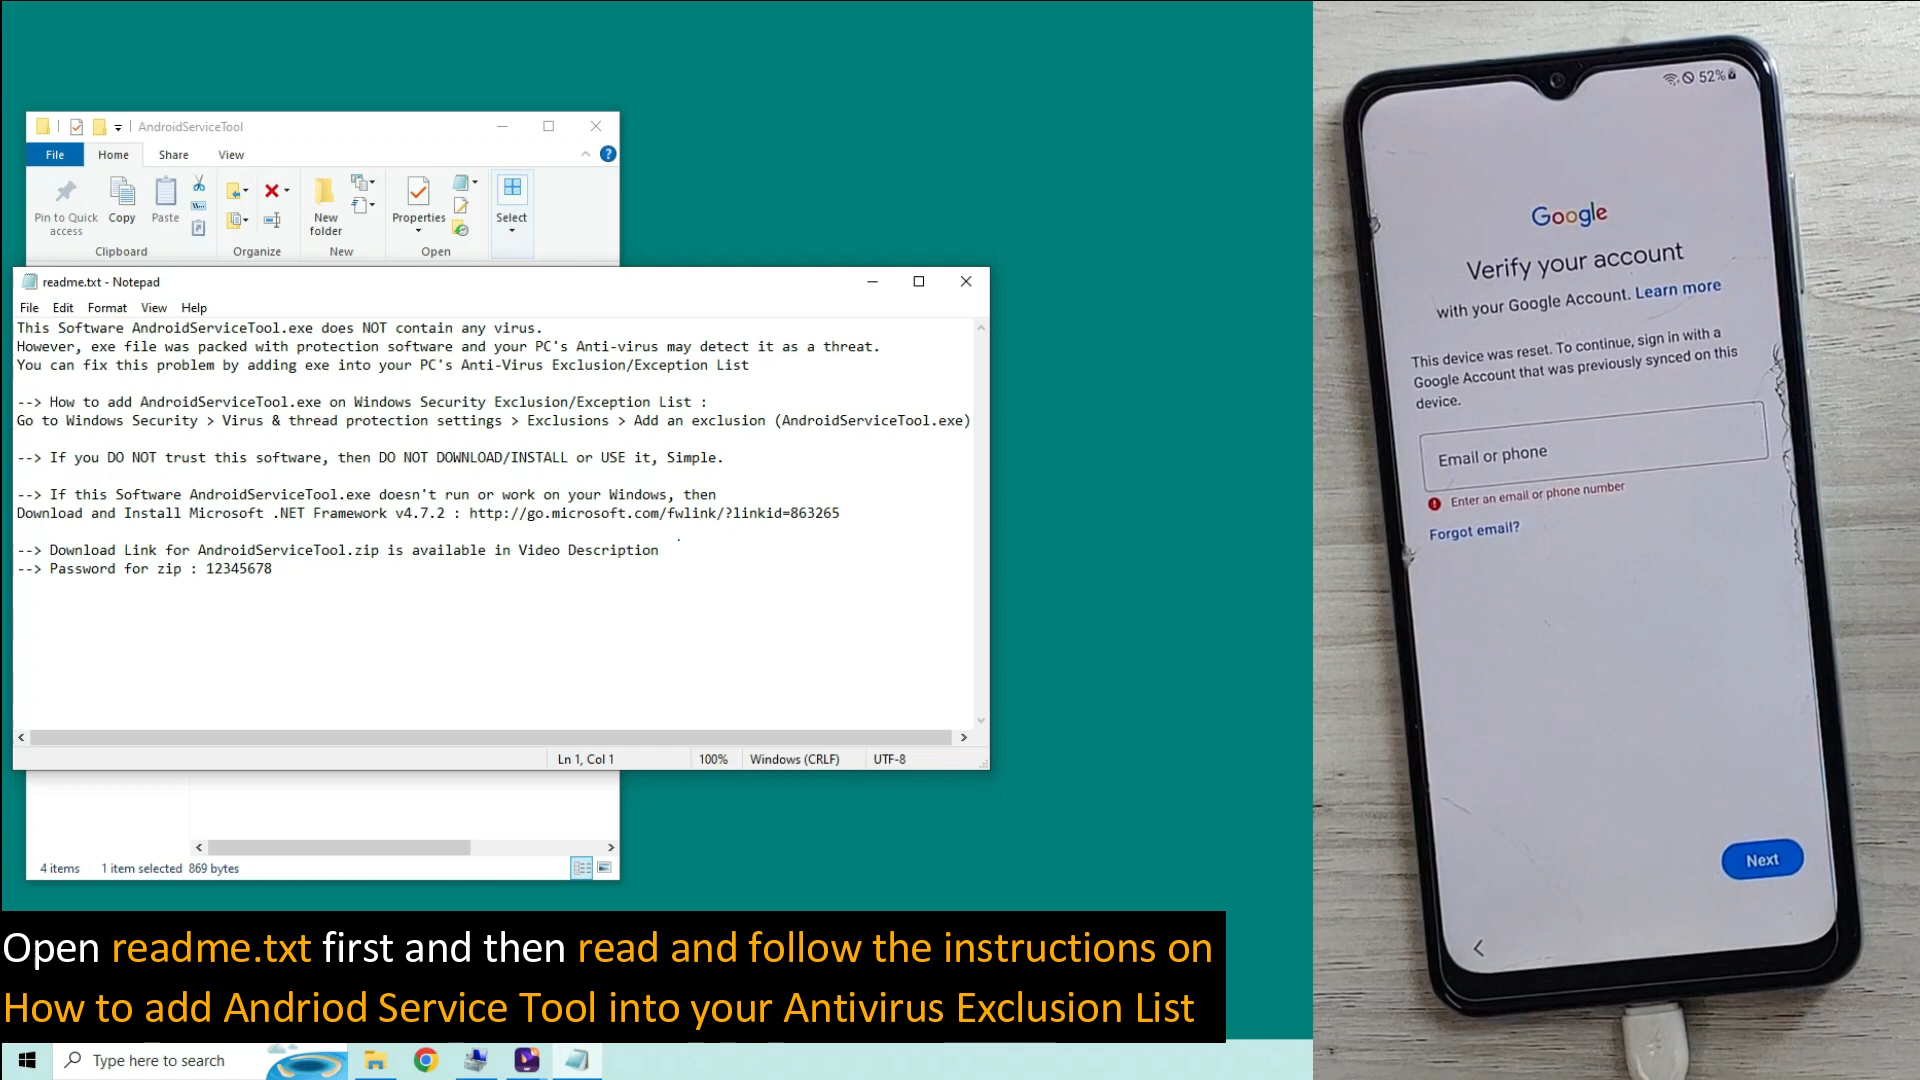 AndroidServiceTool
File Home Share View
Pin to Quick access
Copy
Paste
Clipboard
Organize
New folder
New
Properties
Open
Select
readme.txt - Notepad
File Edit Format View Help
This Software AndroidServiceTool.exe does NOT contain any virus.
However, exe file was packed with protection software and your PC's Anti-virus may detect it as a threat.
You can fix this problem by adding exe into your PC's Anti-Virus Exclusion/Exception List
--> How to add AndroidServiceTool.exe on Windows Security Exclusion/Exception List :
Go to Windows Security > Virus & thread protection settings > Exclusions > Add an exclusion (AndroidServiceTool.exe)
--> If you DO NOT trust this software, then DO NOT DOWNLOAD/INSTALL or USE it, Simple.
--> If this Software AndroidServiceTool.exe doesn't run or work on your Windows, then
Download and Install Microsoft .NET Framework v4.7.2 : http://go.microsoft.com/fwlink/?linkid=863265
--> Download Link for AndroidServiceTool.zip is available in Video Description
--> Password for zip : 12345678
Ln 1, Col 1 100% Windows (CRLF) UTF-8
4 items 1 item selected 869 bytes
Open readme.txt first and then read and follow the instructions on
How to add Andriod Service Tool into your Antivirus Exclusion List
Type here to search
52%
Google
Verify your account
with your Google Account. Learn more
This device was reset. To continue, sign in with a
Google Account that was previously synced on this
device.
Email or phone
Enter an email or phone number
Forgot email?
Next